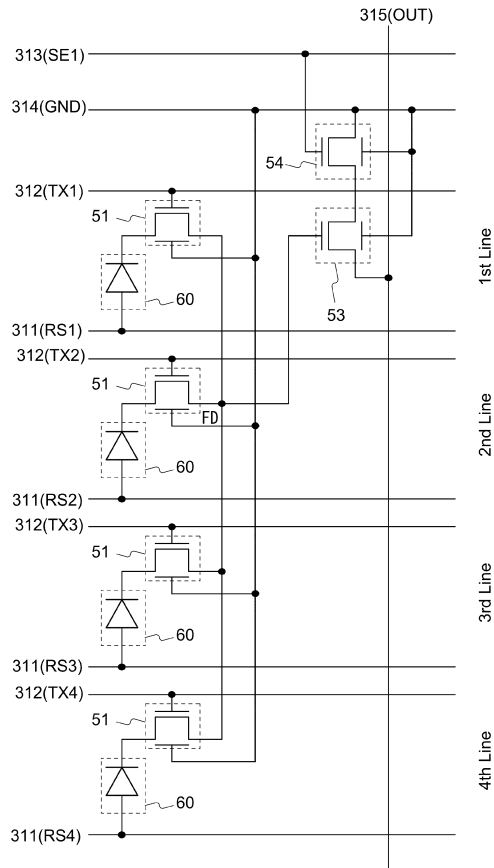 315(OUT)
313(SE1)
314(GND)
54
312(TX1)
51
53
60
1st Line
311(RS1)
312(TX2)
51
FD
60
2nd Line
311(RS2)
312(TX3)
51
60
3rd Line
311(RS3)
312(TX4)
51
60
4th Line
311(RS4)